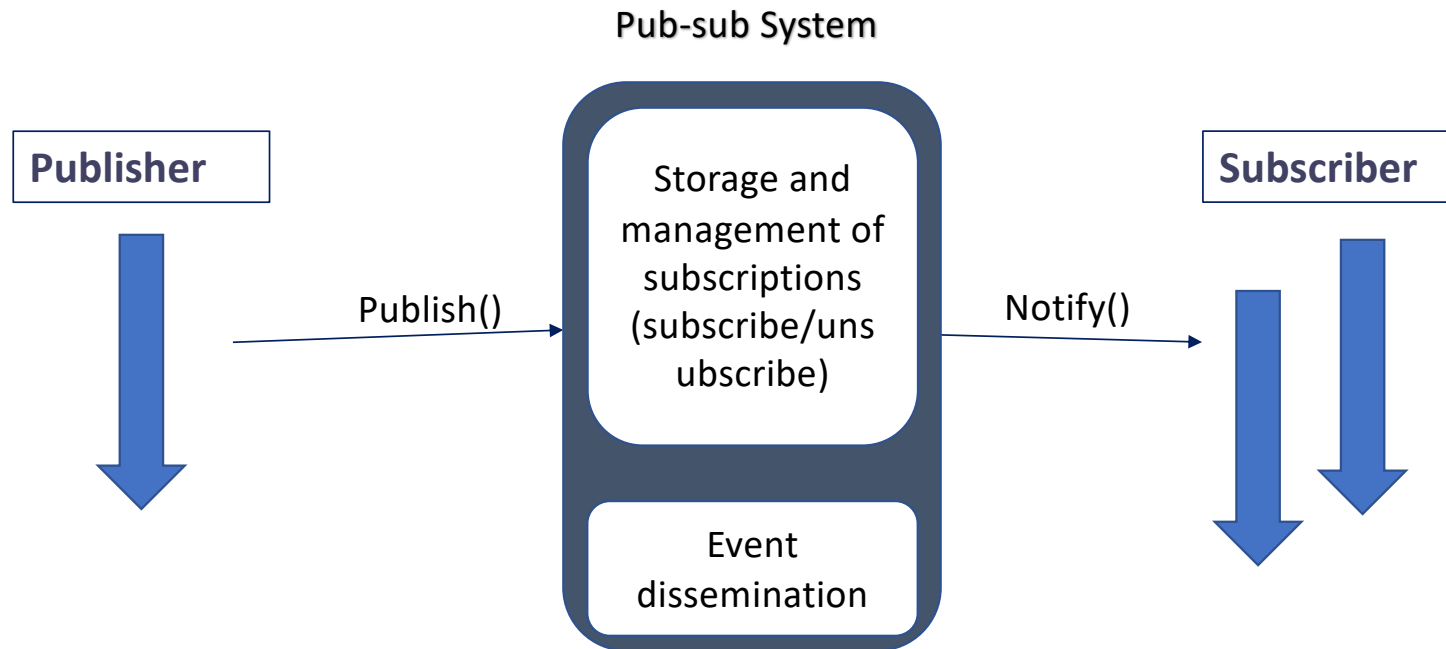 Pub-sub System
Publisher
Subscriber
Storage and
management of
subscriptions
(subscribe/uns
ubscribe)
Publish()
Notify()
Event
dissemination